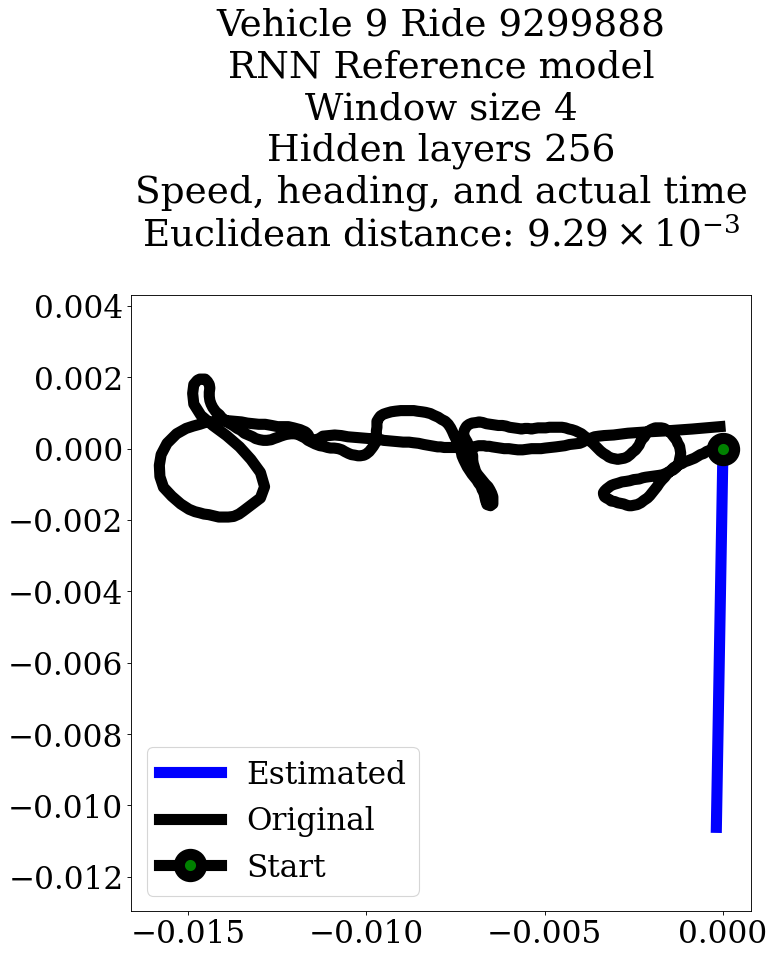 Vehicle 9 Ride 9299888
RNN Reference model
Window size 4
Hidden layers 256
Speed, heading, and actual time
Euclidean distance: 9.29 × 10⁻³
0.004
0.002
0.000
−0.002
−0.004
−0.006
−0.008
−0.010
−0.012
Estimated
Original
Start
−0.015 −0.010 −0.005 0.000